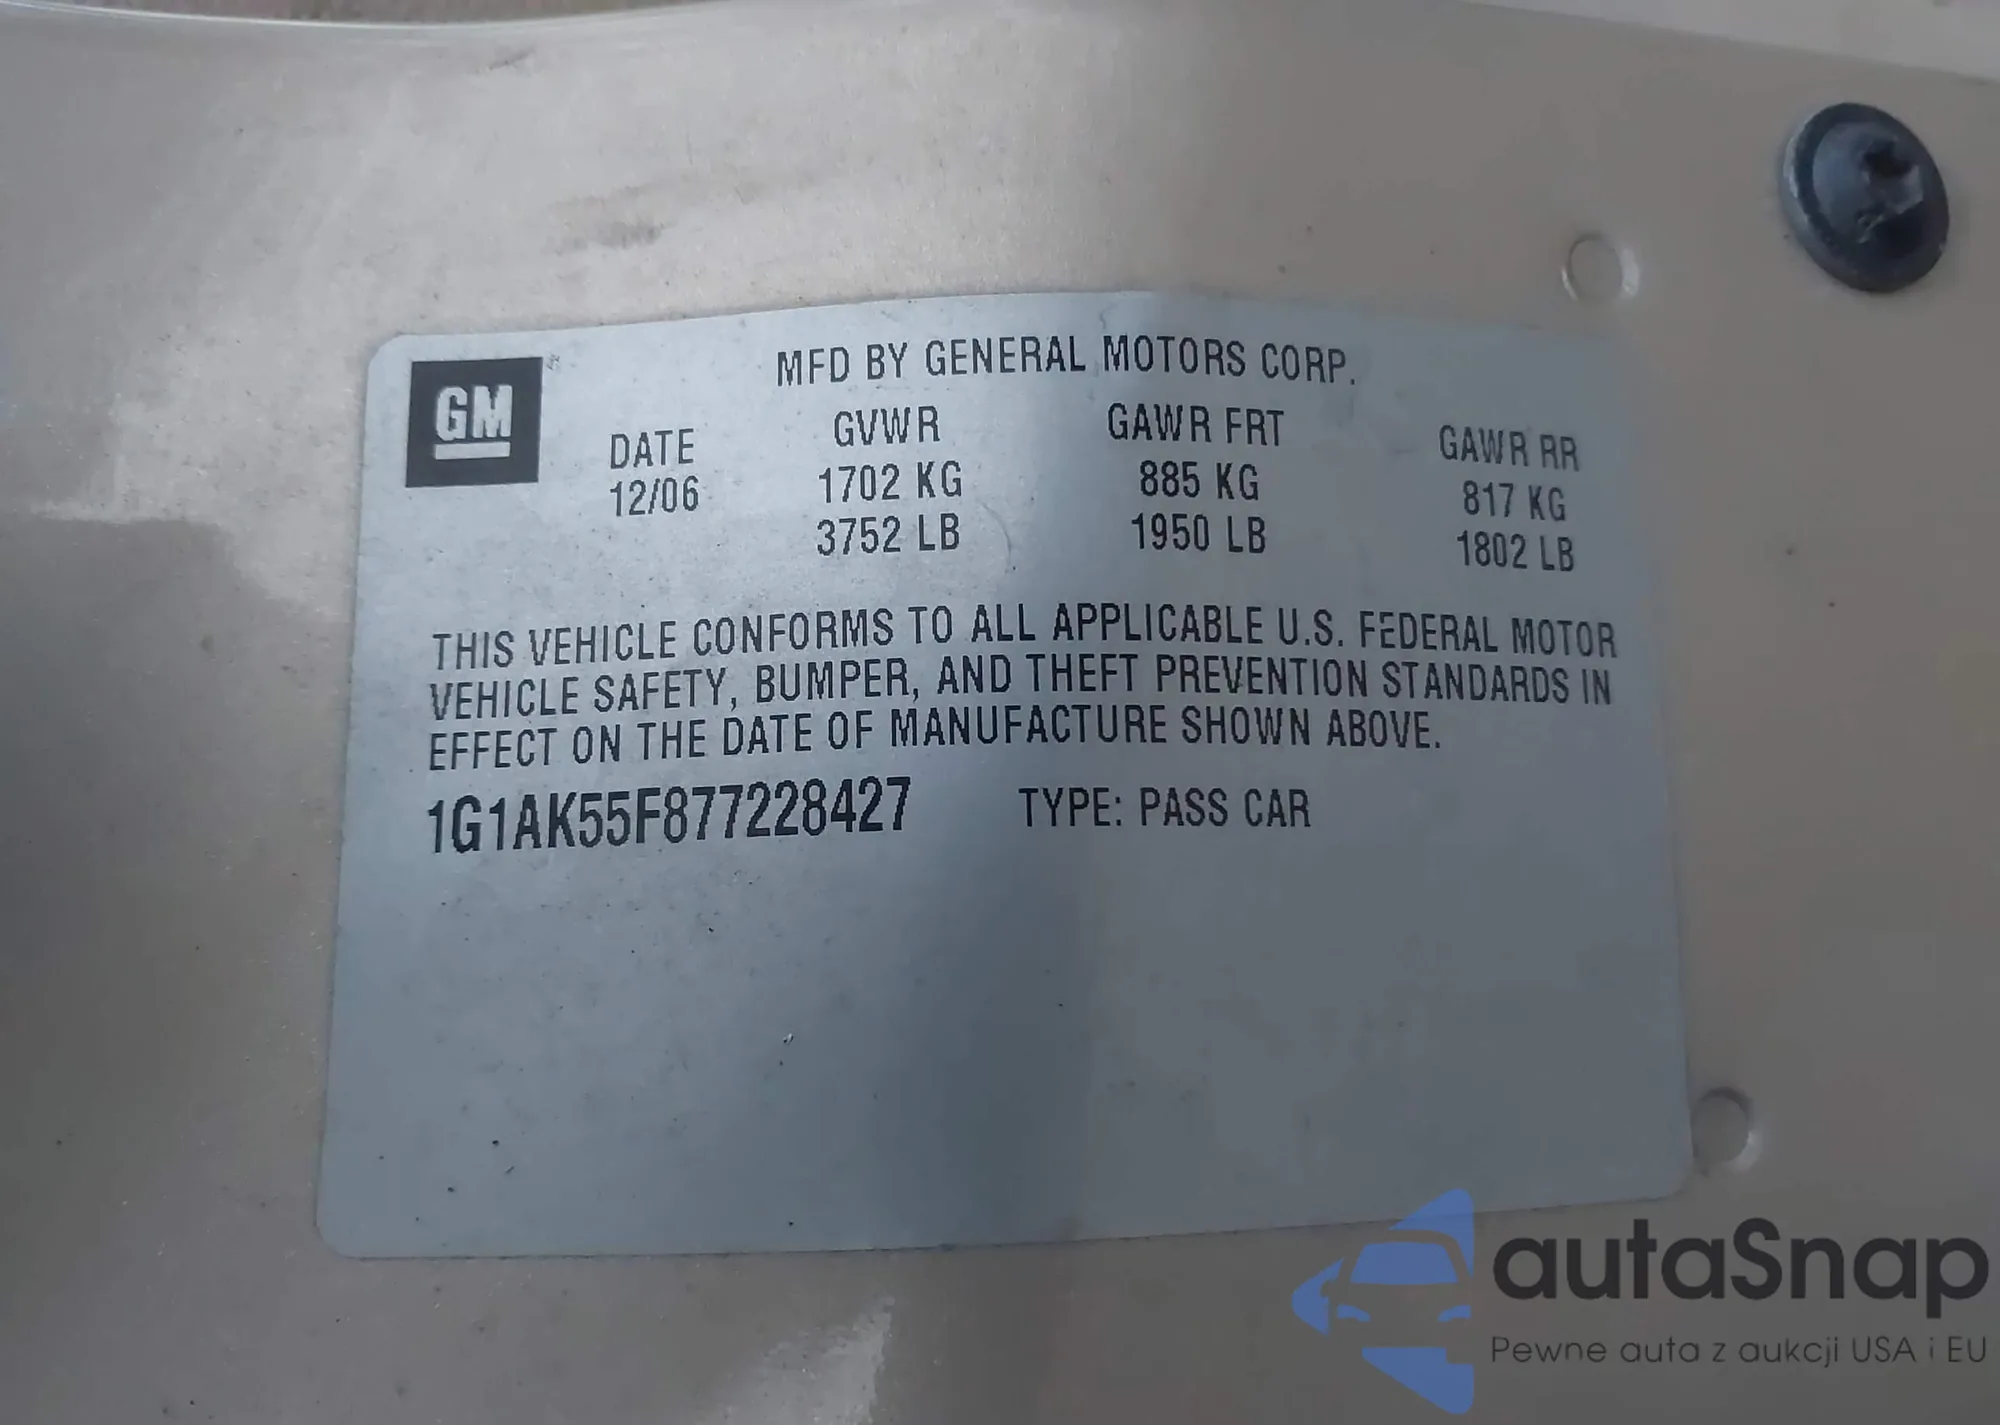 GM
MFD BY GENERAL MOTORS CORP.
DATE GVWR GAWR FRT GAWR RR
12/06 1702 KG 885 KG 817 KG
3752 LB 1950 LB 1802 LB
THIS VEHICLE CONFORMS TO ALL APPLICABLE U.S. FEDERAL MOTOR
VEHICLE SAFETY, BUMPER, AND THEFT PREVENTION STANDARDS IN
EFFECT ON THE DATE OF MANUFACTURE SHOWN ABOVE.
1G1AK55F877228427 TYPE: PASS CAR
autaSnap
Pewne auta z aukcji USA i EU